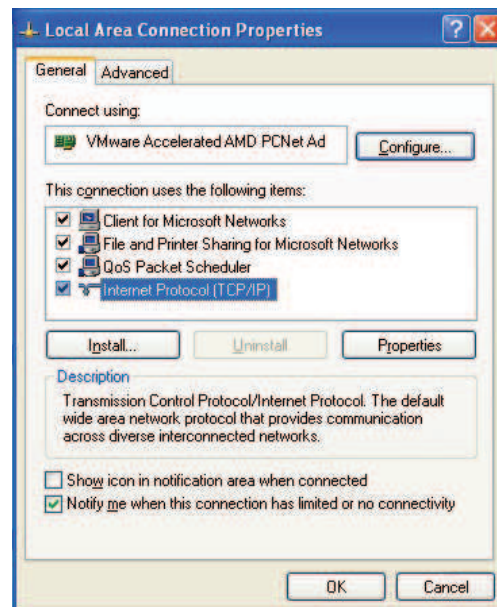 Local Area Connection Properties
General Advanced
Connect using:
VMware Accelerated AMD PCNet Ad
Configure...
This connection uses the following items:
Client for Microsoft Networks
File and Printer Sharing for Microsoft Networks
QoS Packet Scheduler
Internet Protocol (TCP/IP)
Install... Uninstall Properties
Description
Transmission Control Protocol/Internet Protocol. The default
wide area network protocol that provides communication
across diverse interconnected networks.
Show icon in notification area when connected
Notify me when this connection has limited or no connectivity
OK Cancel